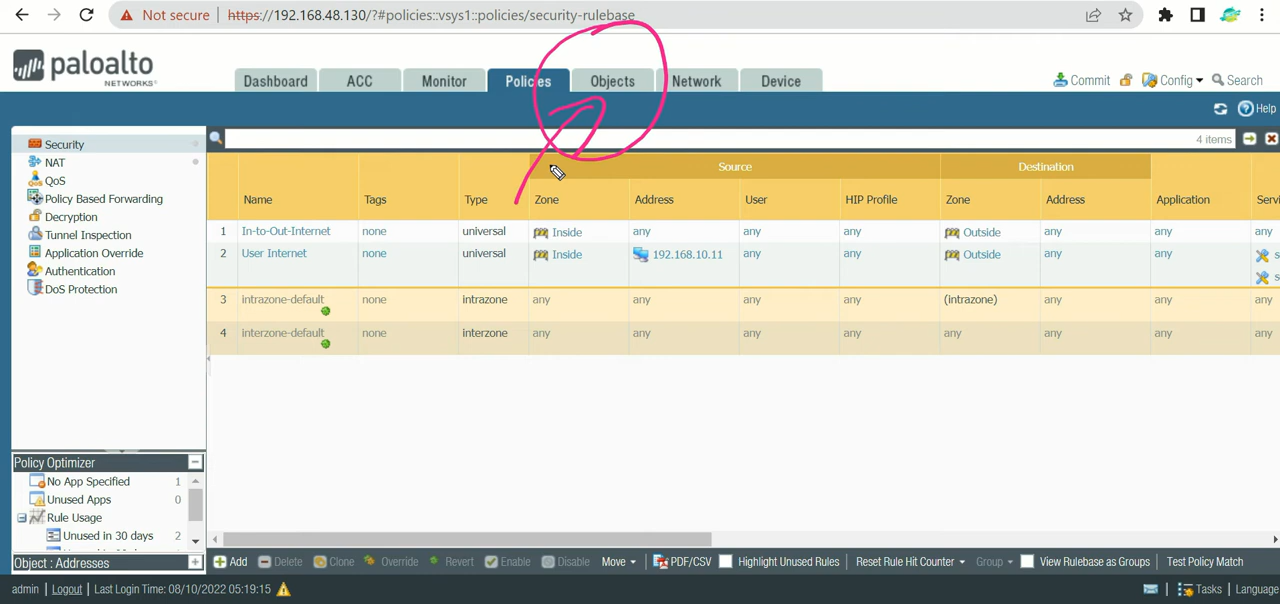 Not secure https://192.168.48.130/?#policies::vsys1::policies/security-rulebase
paloalto
NETWORKS
Dashboard ACC Monitor Policies Objects Network Device Commit Config Search
Help
4 items
Security
NAT
QoS
Policy Based Forwarding
Decryption
Tunnel Inspection
Application Override
Authentication
DoS Protection
Source Destination
Name Tags Type Zone Address User HIP Profile Zone Address Application Servi
1 In-to-Out-Internet none universal Inside any any any Outside any any any
2 User Internet none universal Inside 192.168.10.11 any any Outside any any s
s
3 intrazone-default none intrazone any any any any (intrazone) any any any
4 interzone-default none interzone any any any any any any any any
Policy Optimizer
No App Specified 1
Unused Apps 0
Rule Usage
Unused in 30 days 2
Object : Addresses
Add Delete Clone Override Revert Enable Disable Move PDF/CSV Highlight Unused Rules Reset Rule Hit Counter Group View Rulebase as Groups Test Policy Match
admin | Logout | Last Login Time: 08/10/2022 05:19:15 | Tasks | Language